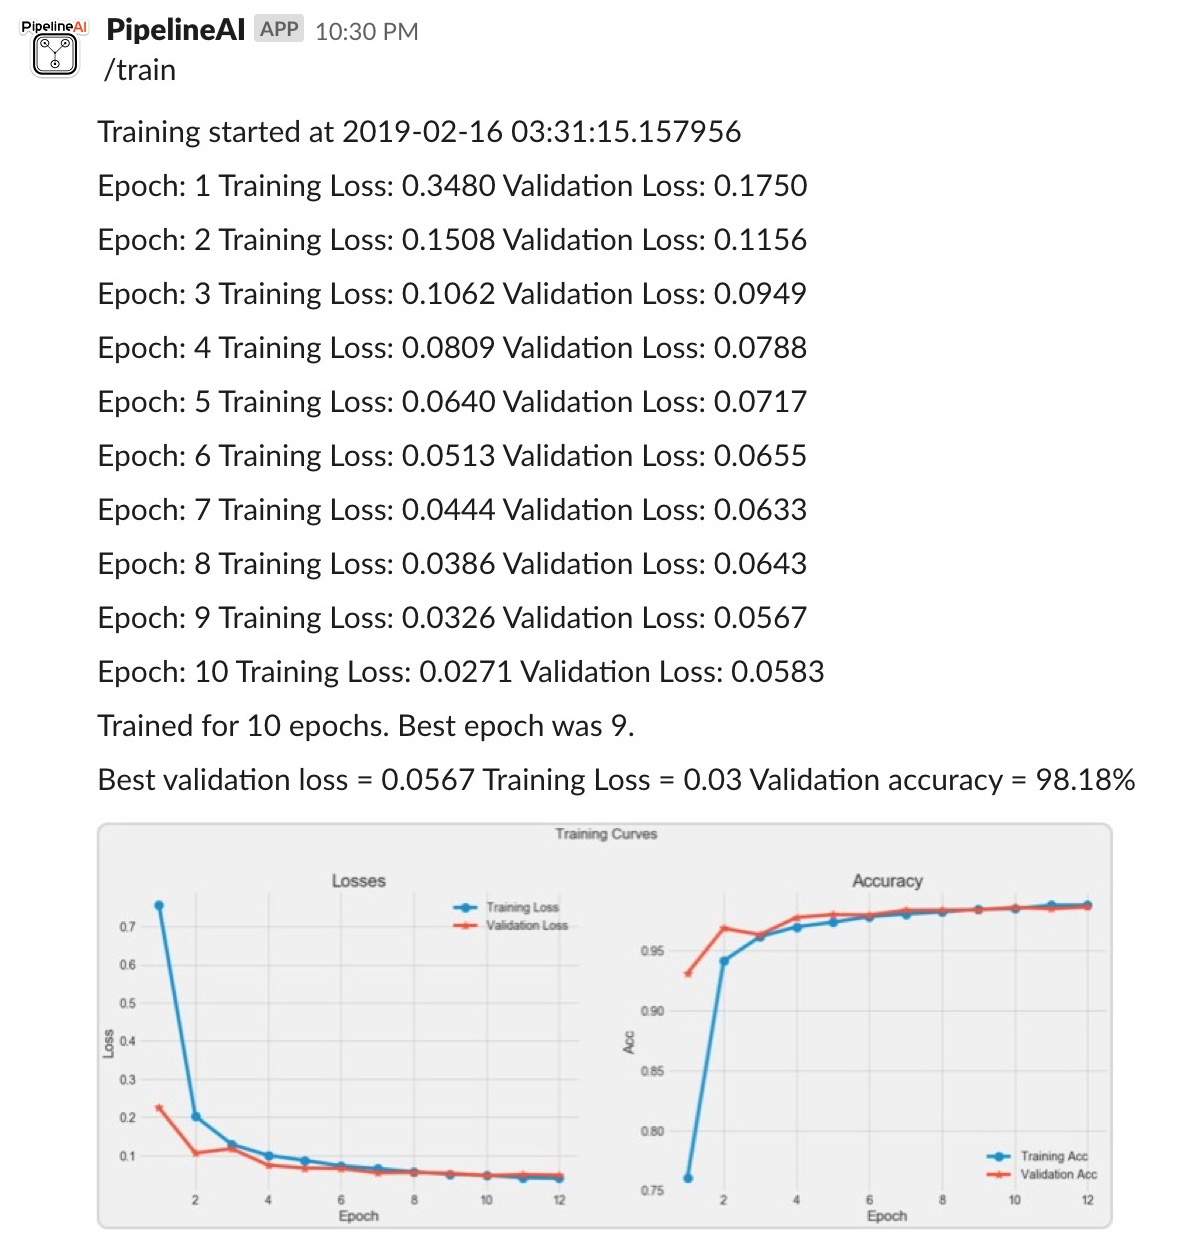 PipelineAI
PipelineAI APP 10:30 PM
/train
Training started at 2019-02-16 03:31:15.157956
Epoch: 1 Training Loss: 0.3480 Validation Loss: 0.1750
Epoch: 2 Training Loss: 0.1508 Validation Loss: 0.1156
Epoch: 3 Training Loss: 0.1062 Validation Loss: 0.0949
Epoch: 4 Training Loss: 0.0809 Validation Loss: 0.0788
Epoch: 5 Training Loss: 0.0640 Validation Loss: 0.0717
Epoch: 6 Training Loss: 0.0513 Validation Loss: 0.0655
Epoch: 7 Training Loss: 0.0444 Validation Loss: 0.0633
Epoch: 8 Training Loss: 0.0386 Validation Loss: 0.0643
Epoch: 9 Training Loss: 0.0326 Validation Loss: 0.0567
Epoch: 10 Training Loss: 0.0271 Validation Loss: 0.0583
Trained for 10 epochs. Best epoch was 9.
Best validation loss = 0.0567 Training Loss = 0.03 Validation accuracy = 98.18%
Training Curves
Losses
Training Loss
Validation Loss
0.7
0.6
0.5
0.4
0.3
0.2
0.1
Loss
2 4 6 8 10 12
Epoch
Accuracy
0.95
0.90
0.85
0.80
0.75
Acc
Training Acc
Validation Acc
2 4 6 8 10 12
Epoch